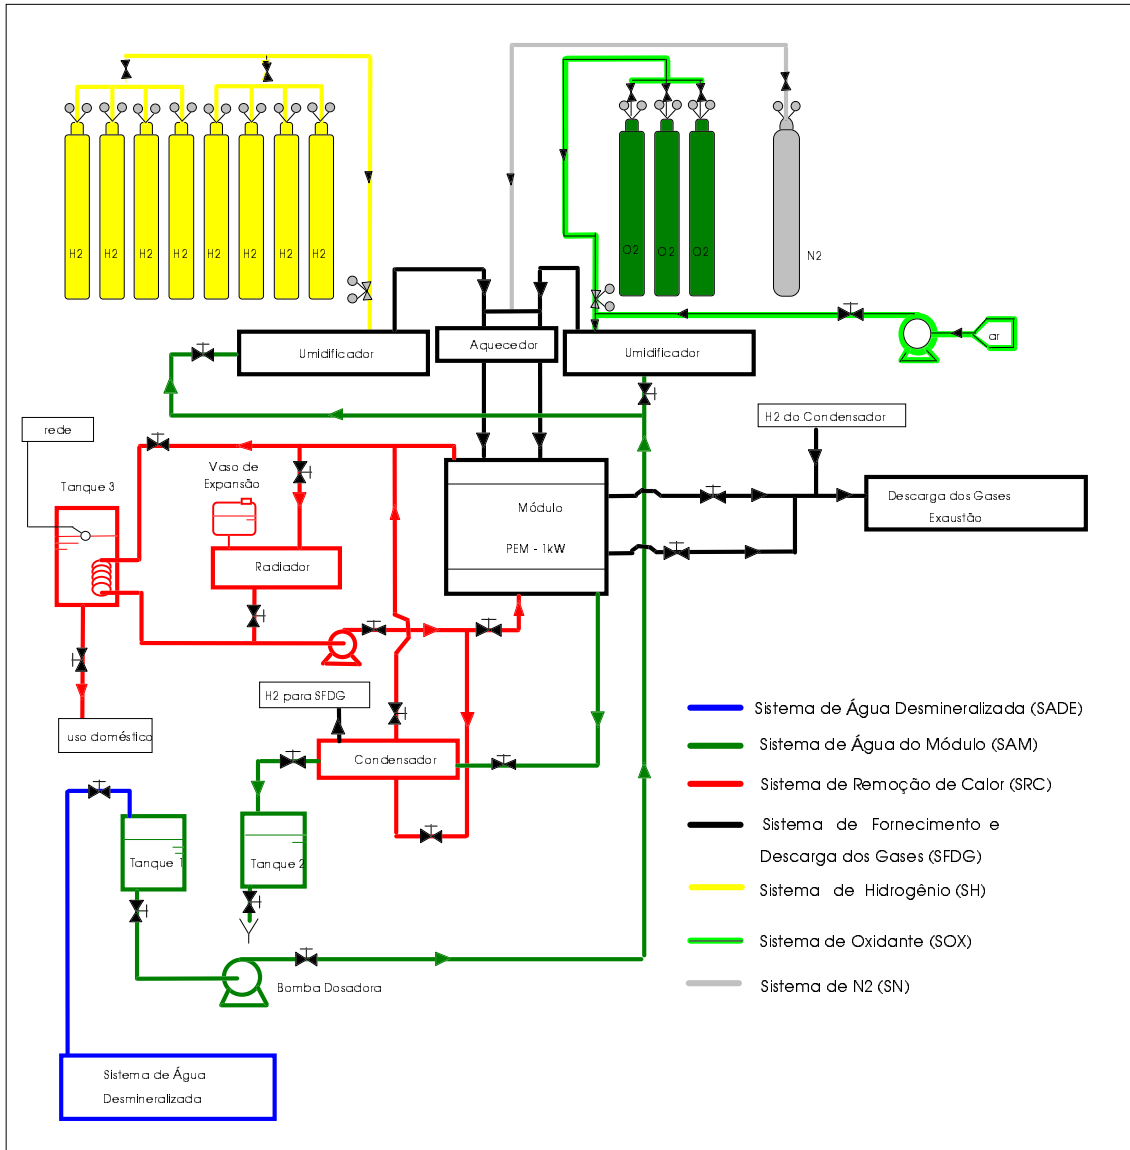 H2
H2
H2
H2
H2
H2
H2
H2
O2
O2
O2
N2
Umidificador
Aquecedor
Umidificador
ar
rede
H2 do Condensador
Vaso de
Expansão
Tanque 3
Módulo
PEM - 1kW
Descarga dos Gases
Exaustão
Radiador
H2 para SFDG
uso doméstico
Condensador
Tanque 1
Tanque 2
Bomba Dosadora
Sistema de Água
Desmineralizada
Sistema de Água Desmineralizada (SADE)
Sistema de Água do Módulo (SAM)
Sistema de Remoção de Calor (SRC)
Sistema de Fornecimento e
Descarga dos Gases (SFDG)
Sistema de Hidrogênio (SH)
Sistema de Oxidante (SOX)
Sistema de N2 (SN)